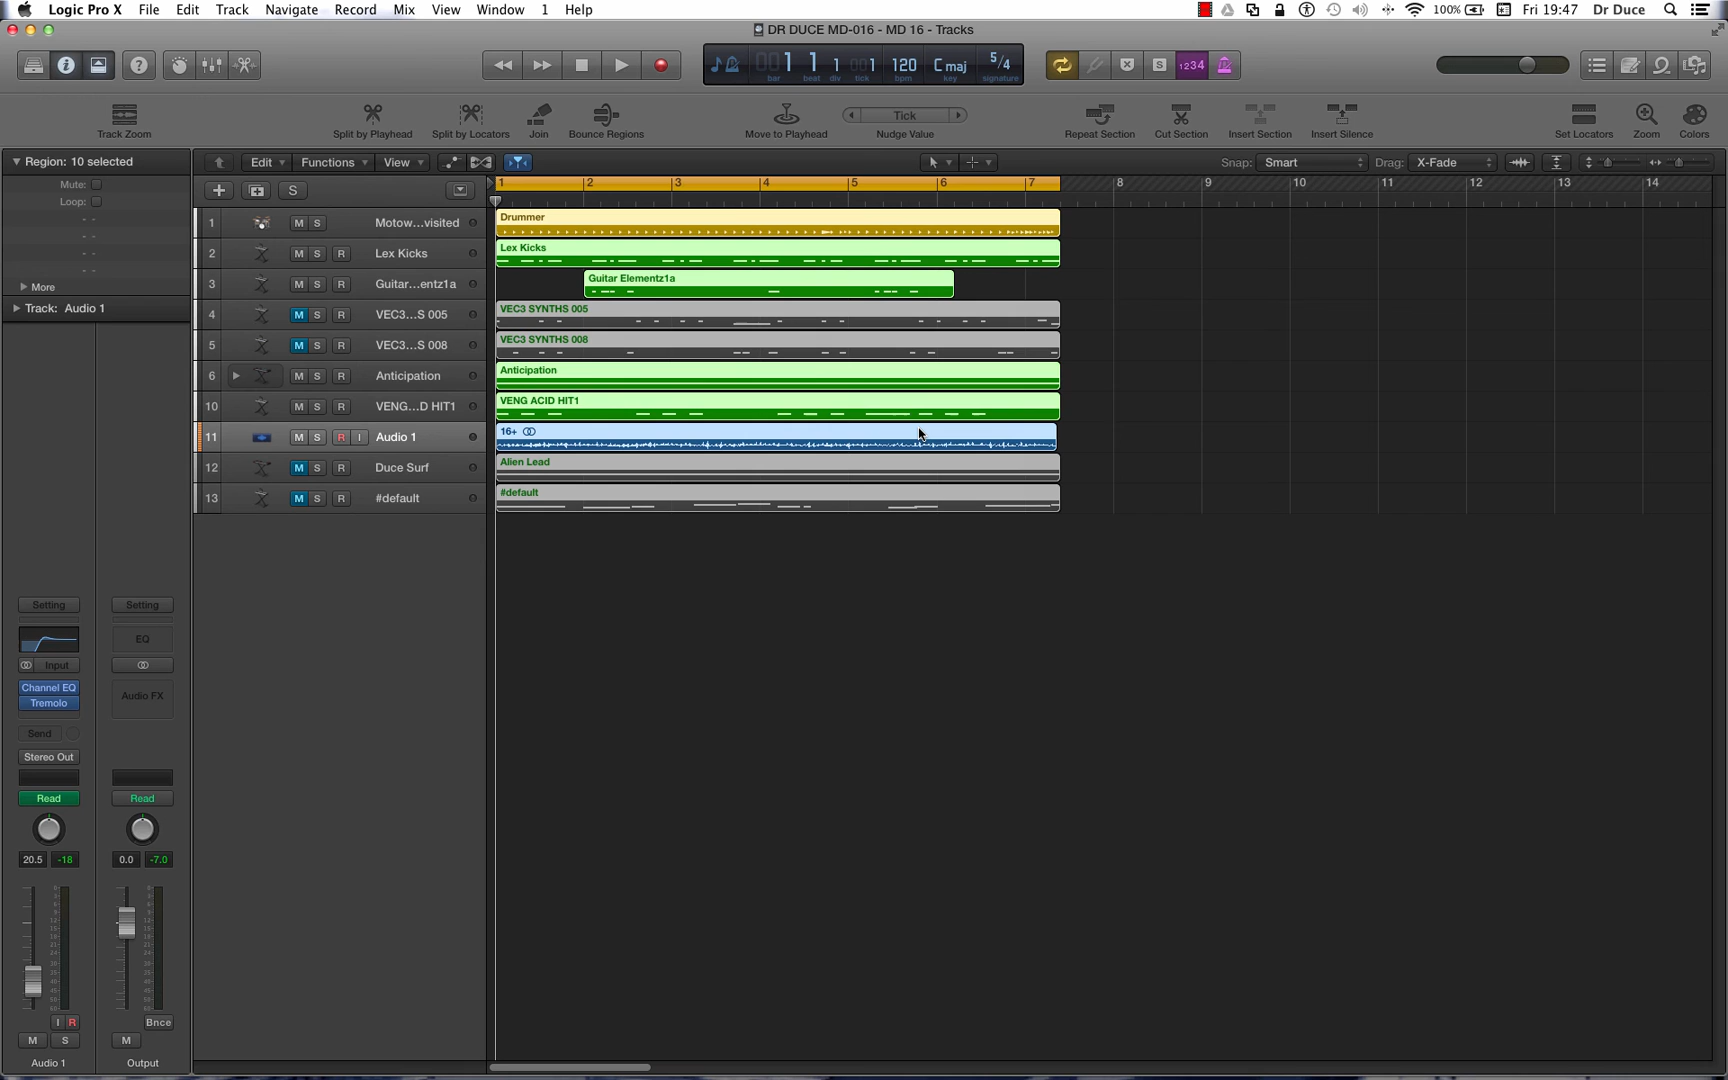 Logic Pro X File Edit Track Navigate Record Mix View Window 1 Help 100% Fri 19:47 Dr Duce
DR DUCE MD-016 - MD 16 - Tracks
001 1 1 001 120 C maj 5/4
bar beat div tick bpm key signature
S 1234
Tick
Track Zoom Split by Playhead Split by Locators Join Bounce Regions Move to Playhead Nudge Value Repeat Section Cut Section Insert Section Insert Silence Set Locators Zoom Colors
Region: 10 selected
Edit Functions View Snap: Smart Drag: X-Fade
Mute:
Loop:
More
Track: Audio 1
S
1 2 3 4 5 6 7 8 9 10 11 12 13 14
1 M S Motow...visited Drummer
2 M S R Lex Kicks Lex Kicks
3 M S R Guitar...entz1a Guitar Elementz1a
4 M S R VEC3...S 005 VEC3 SYNTHS 005
5 M S R VEC3...S 008 VEC3 SYNTHS 008
6 M S R Anticipation Anticipation
10 M S R VENG...D HIT1 VENG ACID HIT1
11 M S R I Audio 1 16+
12 M S R Duce Surf Alien Lead
13 M S R #default #default
Setting Setting
EQ
Input
Channel EQ
Audio FX
Tremolo
Send
Stereo Out
Read Read
20.5 -18 0.0 -7.0
I R Bnce
M S M
Audio 1 Output